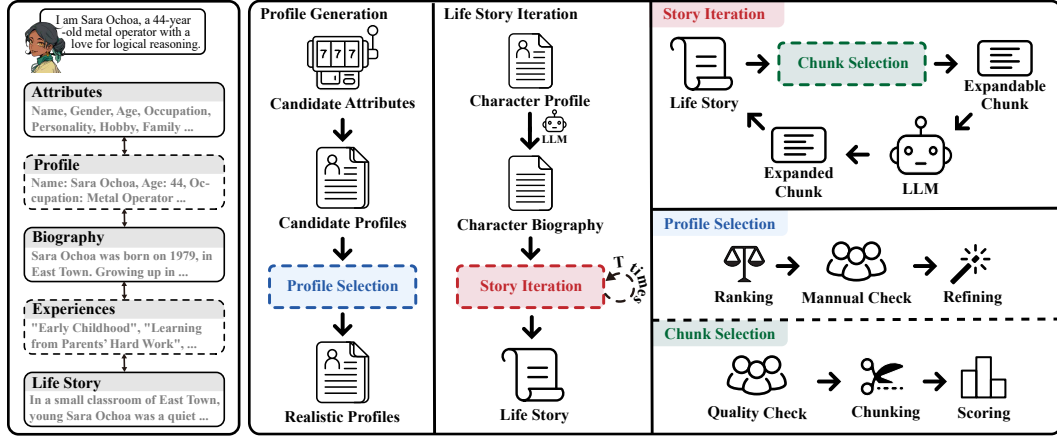 I am Sara Ochoa, a 44-year
-old metal operator with a
love for logical reasoning.
Attributes
Name, Gender, Age, Occupation,
Personality, Hobby, Family ...
Profile
Name: Sara Ochoa, Age: 44, Oc-
cupation: Metal Operator ...
Biography
Sara Ochoa was born on 1979, in
East Town. Growing up in ...
Experiences
"Early Childhood", "Learning
from Parents' Hard Work", ...
Life Story
In a small classroom of East Town,
young Sara Ochoa was a quiet ...
Profile Generation
777
Candidate Attributes
Candidate Profiles
Profile Selection
Realistic Profiles
Life Story Iteration
Character Profile
LLM
Character Biography
Story Iteration
T times
Life Story
Story Iteration
Life Story
Chunk Selection
Expandable
Chunk
LLM
Expanded
Chunk
Profile Selection
Ranking
Mannual Check
Refining
Chunk Selection
Quality Check
Chunking
Scoring